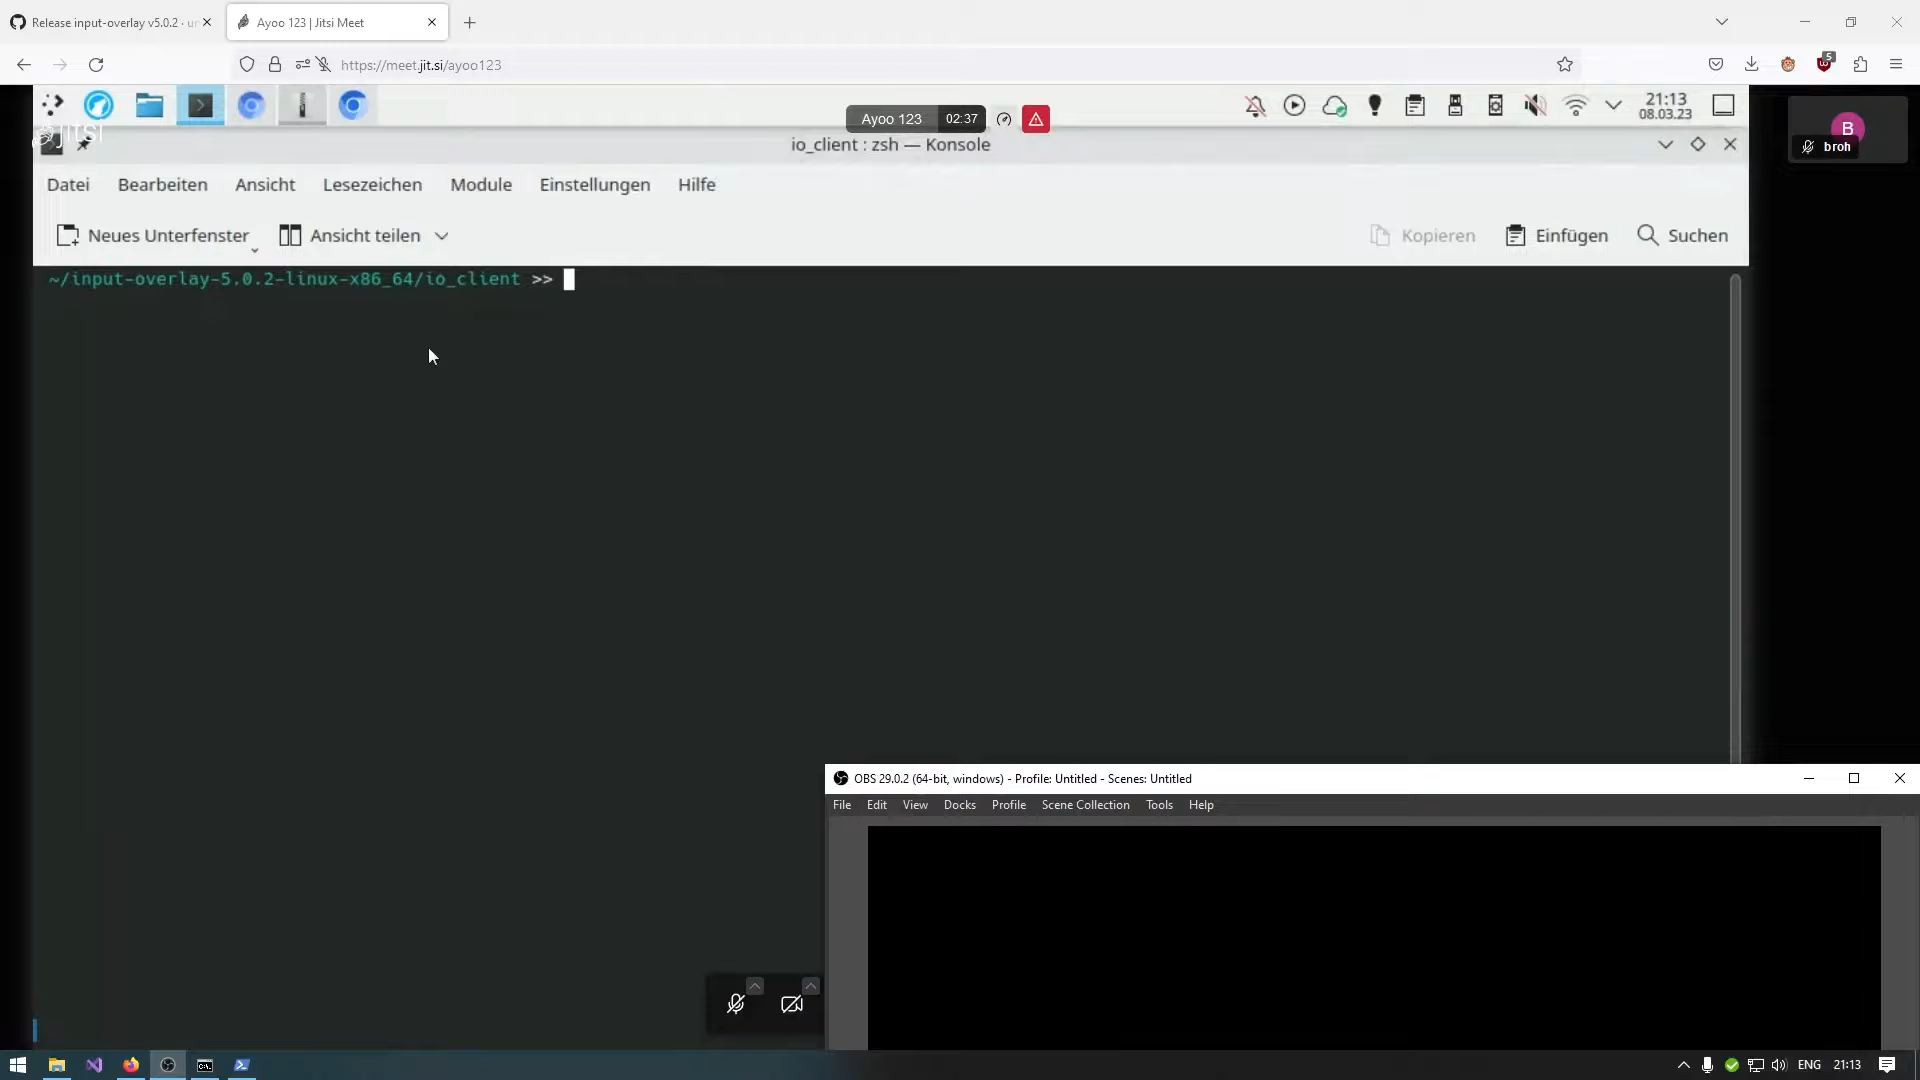 Release input-overlay v5.0.2 · u
Ayoo 123 | Jitsi Meet
https://meet.jit.si/ayoo123
5
Ayoo 123
02:37
21:13
08.03.23
JITSI
io_client : zsh — Konsole
B
broh
Datei Bearbeiten Ansicht Lesezeichen Module Einstellungen Hilfe
Neues Unterfenster Ansicht teilen Kopieren Einfügen Suchen
~/input-overlay-5.0.2-linux-x86_64/io_client >>
OBS 29.0.2 (64-bit, windows) - Profile: Untitled - Scenes: Untitled
File Edit View Docks Profile Scene Collection Tools Help
ENG 21:13